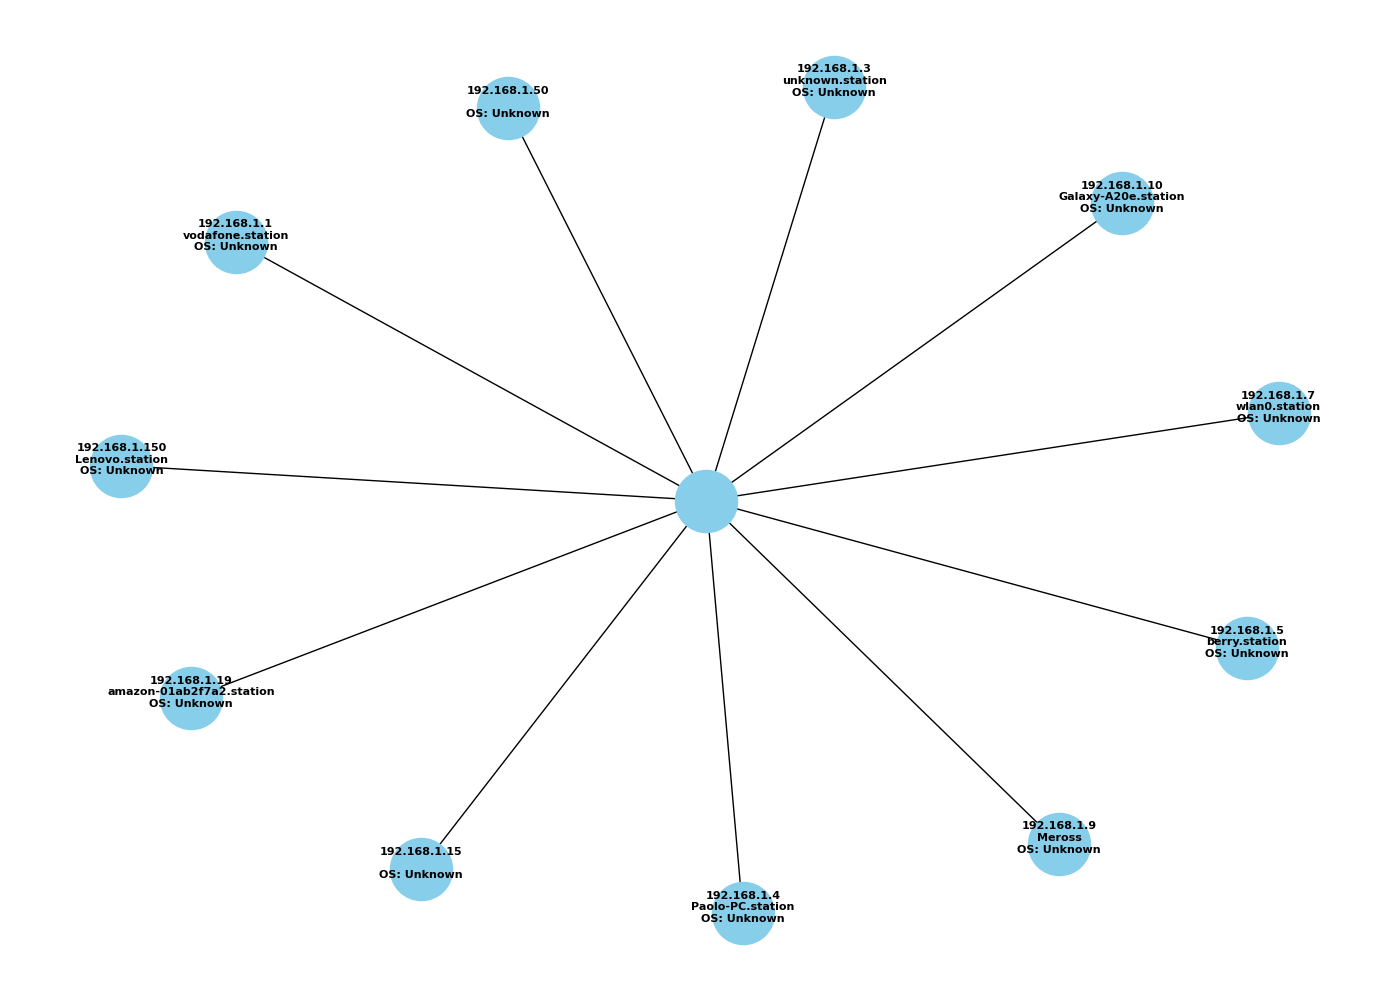 192.168.1.3
unknown.station
OS: Unknown
192.168.1.50
OS: Unknown
192.168.1.10
Galaxy-A20e.station
OS: Unknown
192.168.1.1
vodafone.station
OS: Unknown
192.168.1.7
wlan0.station
OS: Unknown
192.168.1.150
Lenovo.station
OS: Unknown
192.168.1.5
berry.station
OS: Unknown
192.168.1.19
amazon-01ab2f7a2.station
OS: Unknown
192.168.1.9
Meross
OS: Unknown
192.168.1.15
OS: Unknown
192.168.1.4
Paolo-PC.station
OS: Unknown